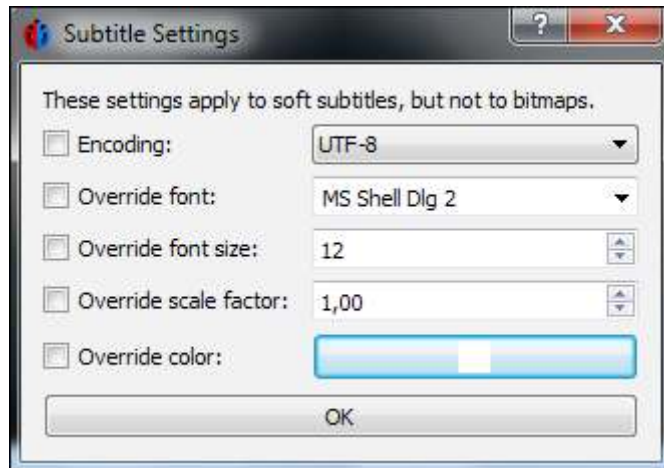 Subtitle Settings
?
These settings apply to soft subtitles, but not to bitmaps.
Encoding: UTF-8
Override font: MS Shell Dlg 2
Override font size: 12
Override scale factor: 1,00
Override color:
OK